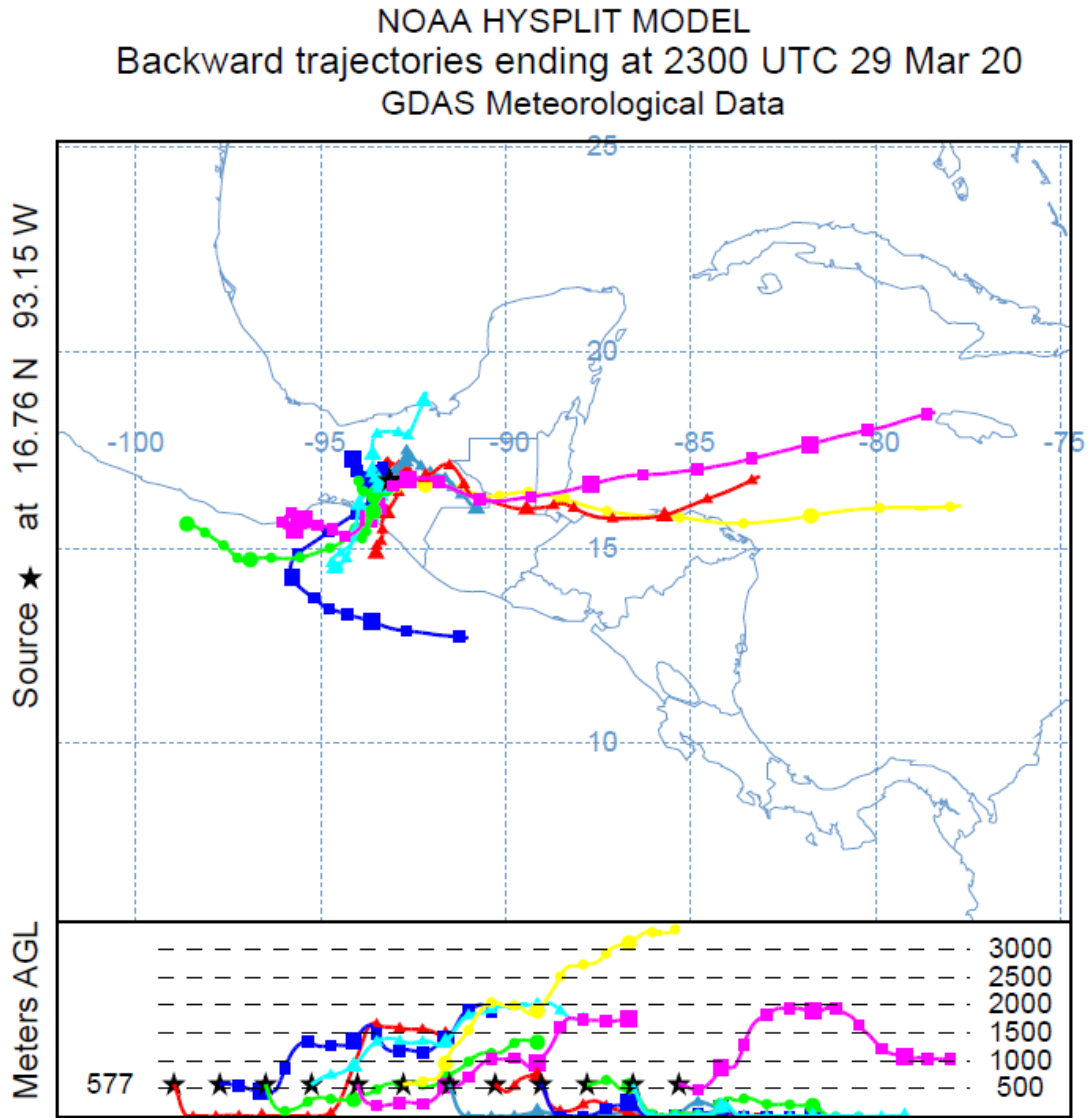 NOAA HYSPLIT MODEL
Backward trajectories ending at 2300 UTC 29 Mar 20
GDAS Meteorological Data
Source ★ at 16.76 N 93.15 W
25
20
-100 -95 -90 -85 -80 -75
15
10
Meters AGL
577
3000
2500
2000
1500
1000
500